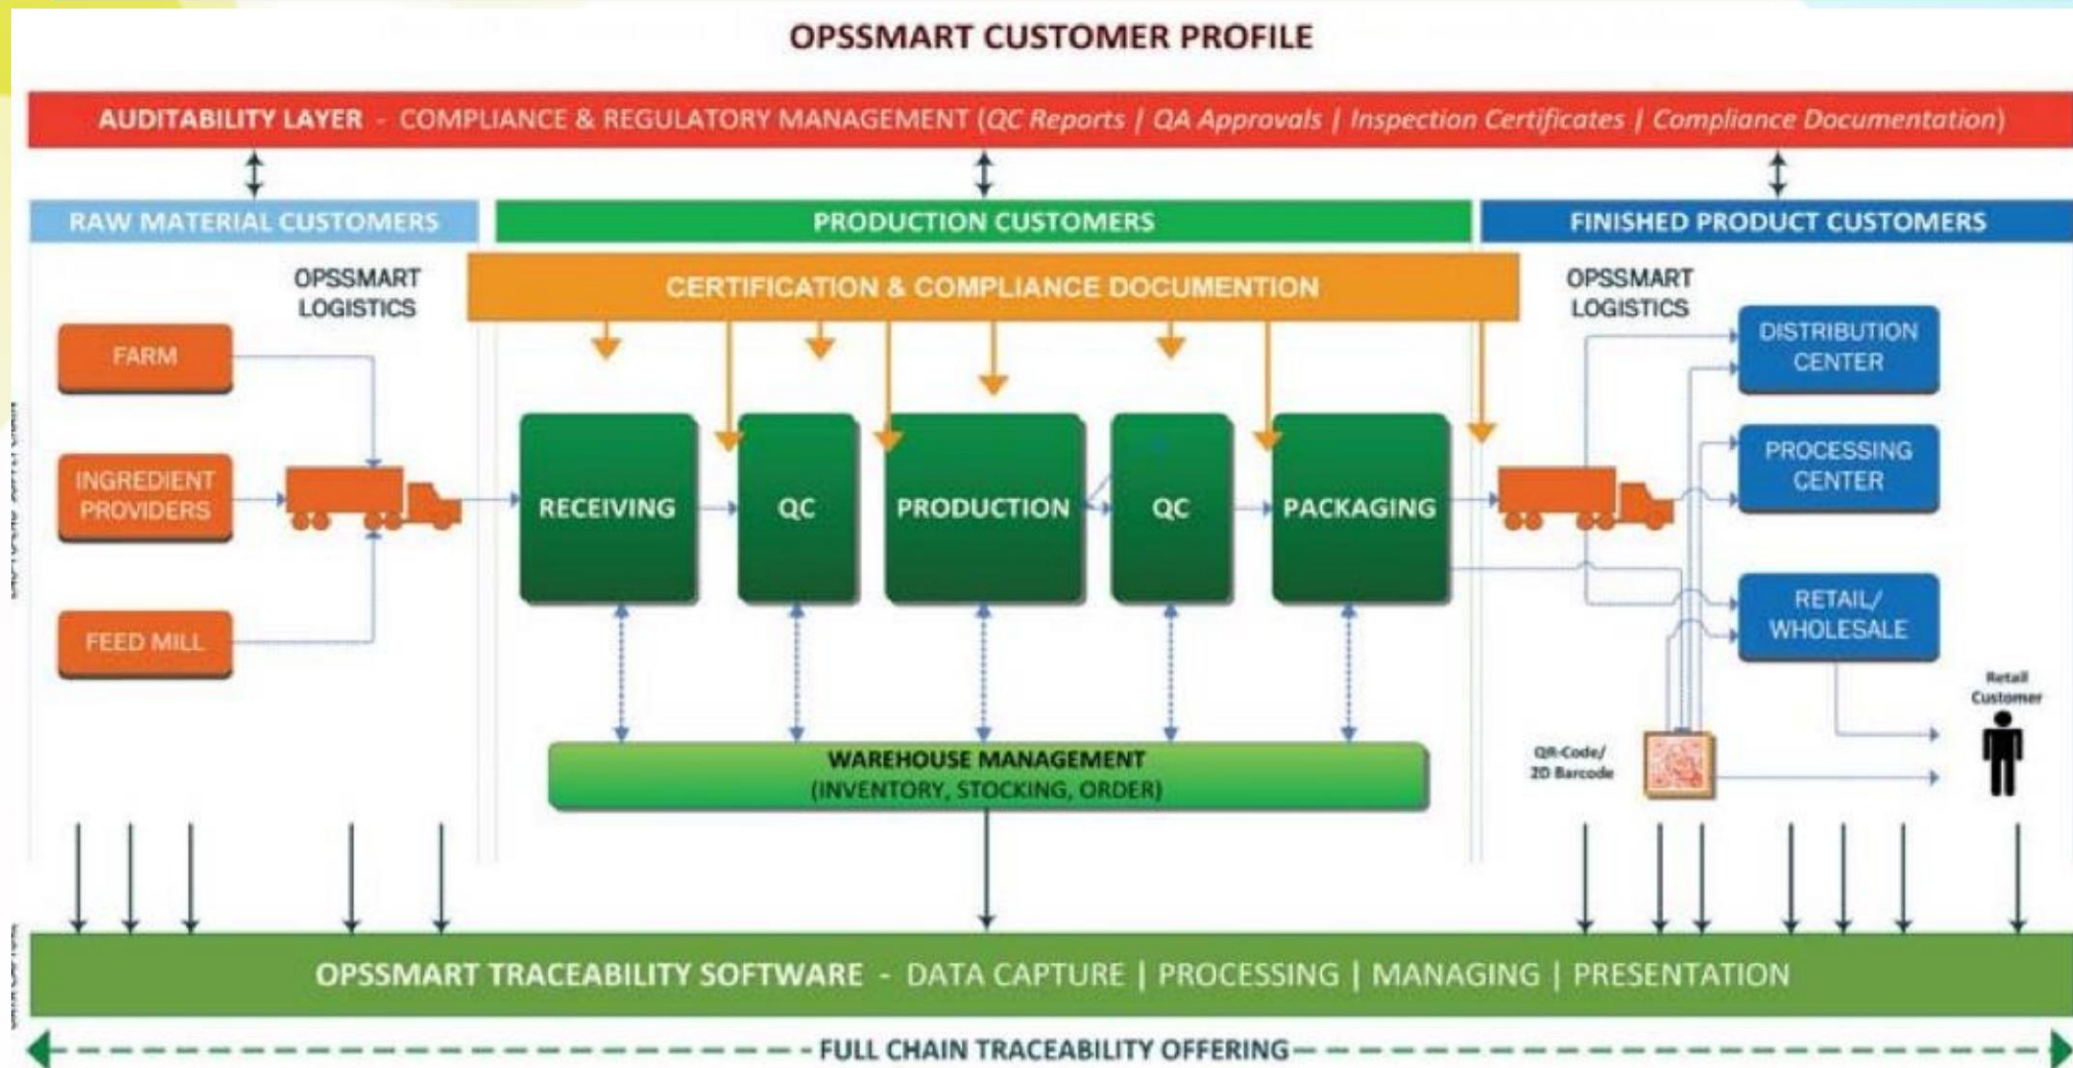 OPSSMART CUSTOMER PROFILE
AUDITABILITY LAYER - COMPLIANCE & REGULATORY MANAGEMENT (QC Reports | QA Approvals | Inspection Certificates | Compliance Documentation)
RAW MATERIAL CUSTOMERS
PRODUCTION CUSTOMERS
FINISHED PRODUCT CUSTOMERS
OPSSMART
LOGISTICS
CERTIFICATION & COMPLIANCE DOCUMENTION
OPSSMART
LOGISTICS
FARM
INGREDIENT
PROVIDERS
FEED MILL
RECEIVING
QC
PRODUCTION
QC
PACKAGING
DISTRIBUTION
CENTER
PROCESSING
CENTER
RETAIL/
WHOLESALE
Retail
Customer
QR-Code/
2D Barcode
WAREHOUSE MANAGEMENT
(INVENTORY, STOCKING, ORDER)
OPSSMART TRACEABILITY SOFTWARE - DATA CAPTURE | PROCESSING | MANAGING | PRESENTATION
FULL CHAIN TRACEABILITY OFFERING